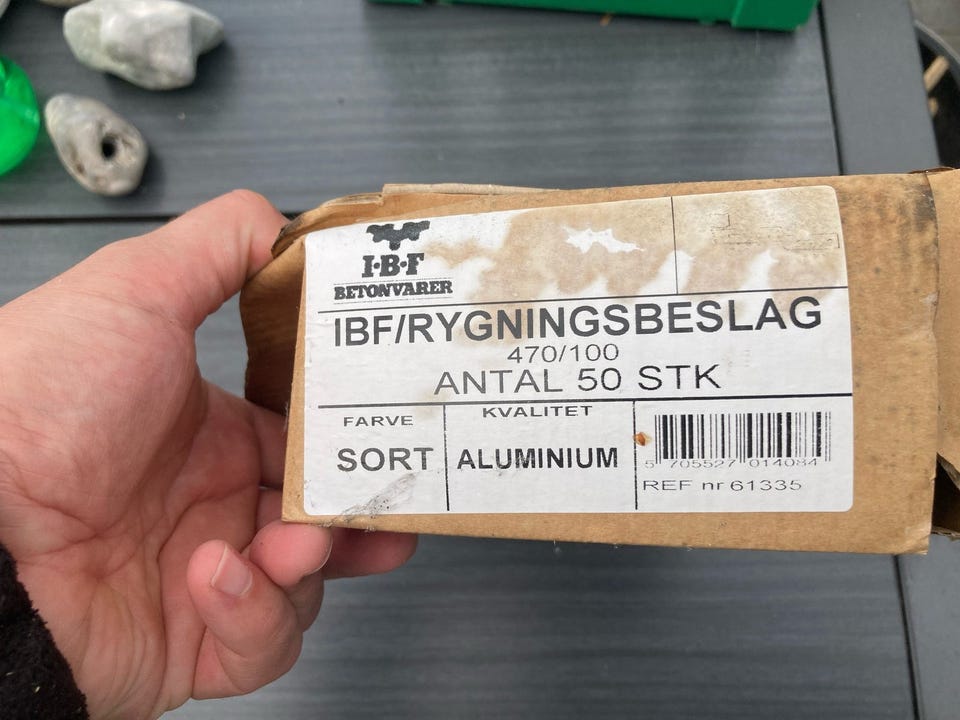 I·B·F
BETONVARER
IBF/RYGNINGSBESLAG
470/100
ANTAL 50 STK
FARVE
SORT
KVALITET
ALUMINIUM
5 705527 014084
REF nr 61335